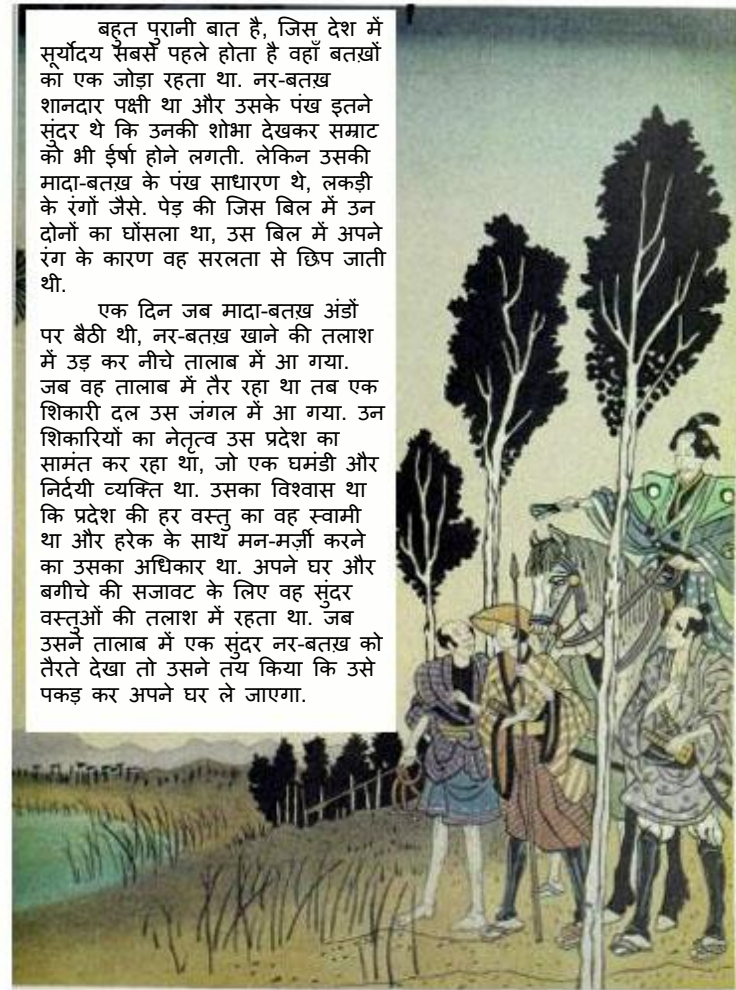 बहुत पुरानी बात है, जिस देश में
सूर्योदय सबसे पहले होता है वहाँ बतख़ों
का एक जोड़ा रहता था. नर-बतख़
शानदार पक्षी था और उसके पंख इतने
सुंदर थे कि उनकी शोभा देखकर सम्राट
को भी ईर्षा होने लगती. लेकिन उसकी
मादा-बतख़ के पंख साधारण थे, लकड़ी
के रंगों जैसे. पेड़ की जिस बिल में उन
दोनों का घोंसला था, उस बिल में अपने
रंग के कारण वह सरलता से छिप जाती
थी.
एक दिन जब मादा-बतख़ अंडों
पर बैठी थी, नर-बतख़ खाने की तलाश
में उड़ कर नीचे तालाब में आ गया.
जब वह तालाब में तैर रहा था तब एक
शिकारी दल उस जंगल में आ गया. उन
शिकारियों का नेतृत्व उस प्रदेश का
सामंत कर रहा था, जो एक घमंडी और
निर्दयी व्यक्ति था. उसका विश्वास था
कि प्रदेश की हर वस्तु का वह स्वामी
था और हरेक के साथ मन-मर्ज़ी करने
का उसका अधिकार था. अपने घर और
बगीचे की सजावट के लिए वह सुंदर
वस्तुओं की तलाश में रहता था. जब
उसने तालाब में एक सुंदर नर-बतख़ को
तैरते देखा तो उसने तय किया कि उसे
पकड़ कर अपने घर ले जाएगा.